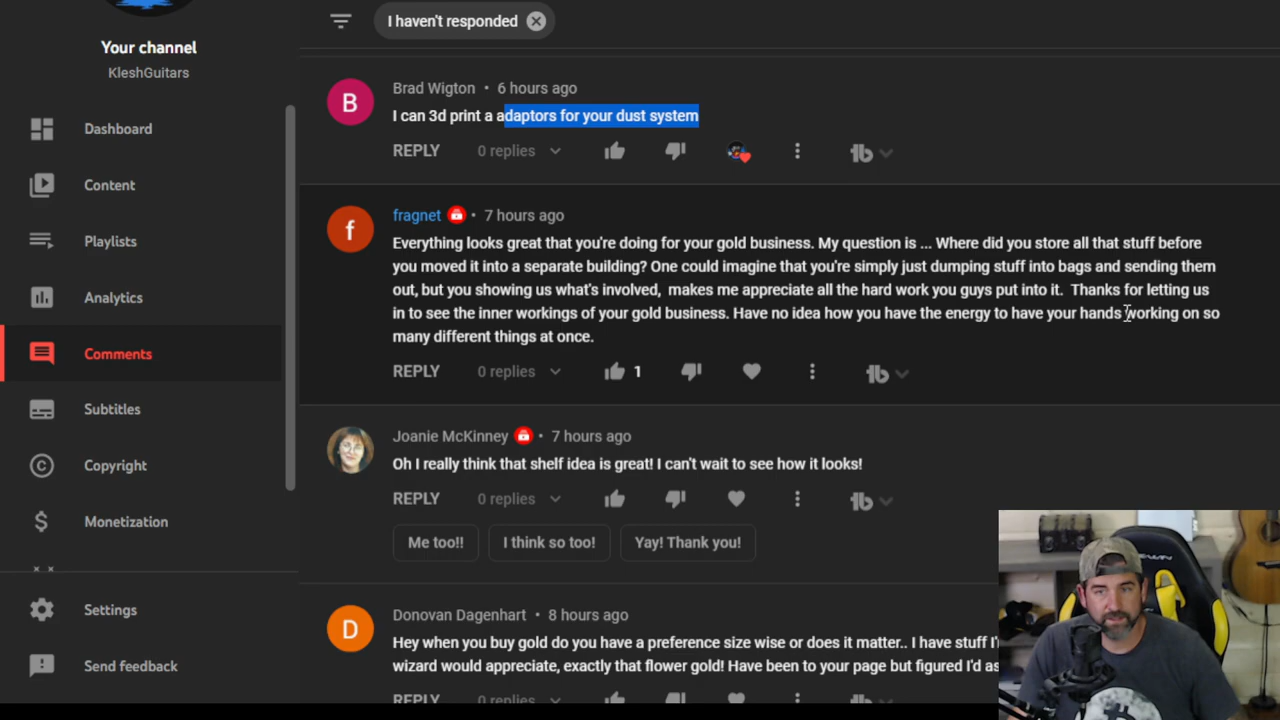 I haven't responded
Your channel
KleshGuitars
Dashboard
Content
Playlists
Analytics
Comments
Subtitles
Copyright
Monetization
Settings
Send feedback
B
Brad Wigton • 6 hours ago
I can 3d print a adaptors for your dust system
REPLY 0 replies
f
fragnet • 7 hours ago
Everything looks great that you're doing for your gold business. My question is ... Where did you store all that stuff before
you moved it into a separate building? One could imagine that you're simply just dumping stuff into bags and sending them
out, but you showing us what's involved, makes me appreciate all the hard work you guys put into it. Thanks for letting us
in to see the inner workings of your gold business. Have no idea how you have the energy to have your hands working on so
many different things at once.
REPLY 0 replies 1
Joanie McKinney • 7 hours ago
Oh I really think that shelf idea is great! I can't wait to see how it looks!
REPLY 0 replies
Me too!! I think so too! Yay! Thank you!
D
Donovan Dagenhart • 8 hours ago
Hey when you buy gold do you have a preference size wise or does it matter.. I have stuff
wizard would appreciate, exactly that flower gold! Have been to your page but figured I'd
REPLY 0 replies